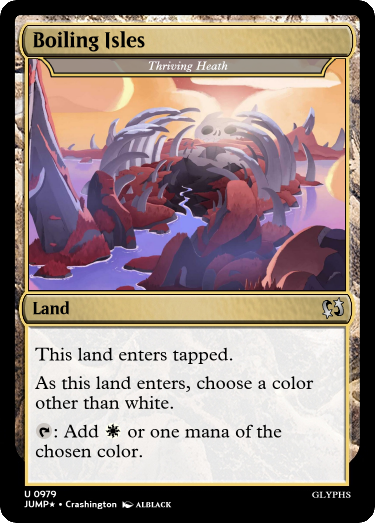 Boiling Isles
Thriving Heath
Land
This land enters tapped.
As this land enters, choose a color
other than white.
: Add or one mana of the
chosen color.
U 0979
JUMP★ • Crashington ALBLACK
GLYPHS